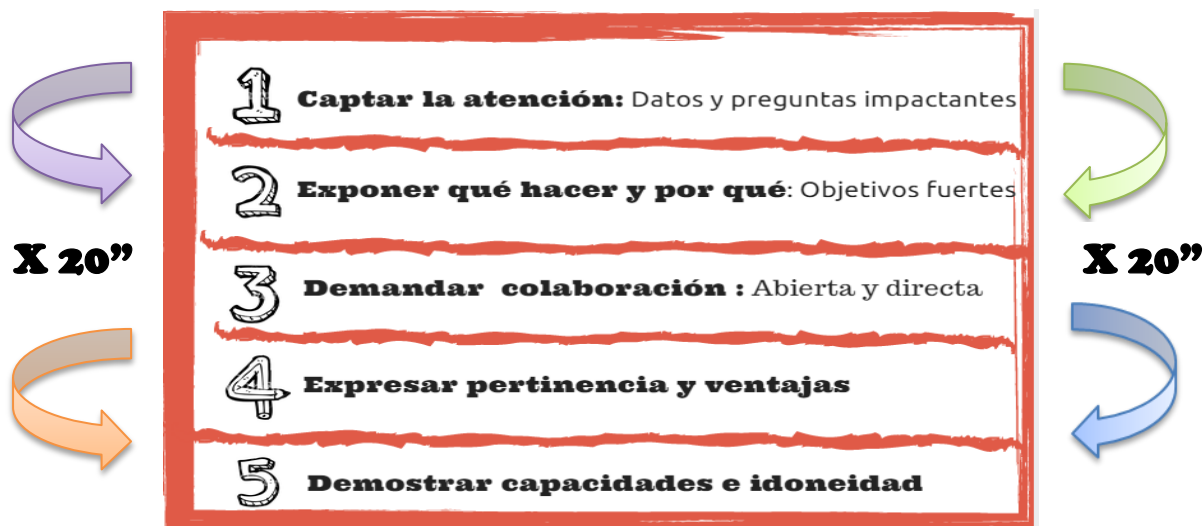 1 Captar la atención: Datos y preguntas impactantes
2 Exponer qué hacer y por qué: Objetivos fuertes
X 20”
X 20”
3 Demandar colaboración : Abierta y directa
4 Expresar pertinencia y ventajas
5 Demostrar capacidades e idoneidad